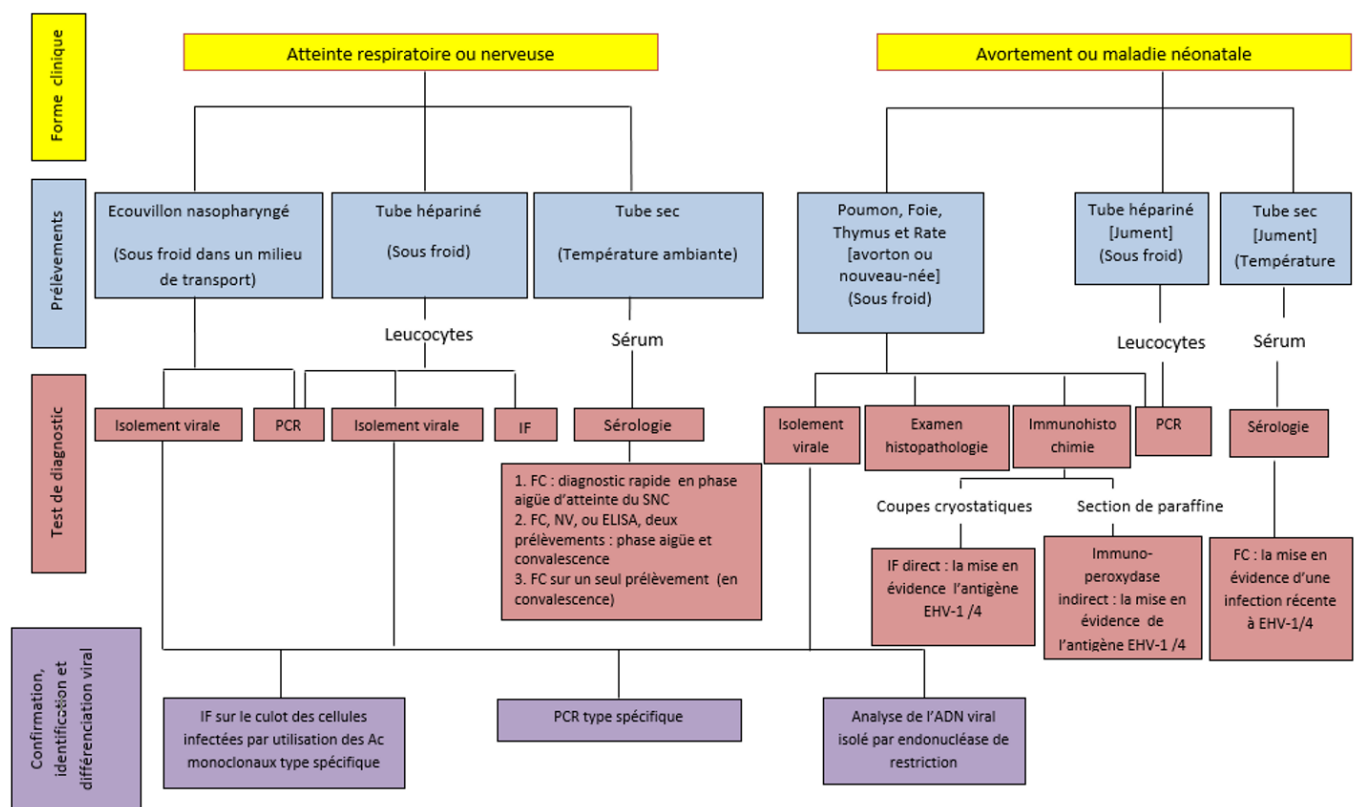 Forme clinique
Atteinte respiratoire ou nerveuse
Avortement ou maladie néonatale
Prélèvements
Ecouvillon nasopharyngé
(Sous froid dans un milieu
de transport)
Tube hépariné
(Sous froid)
Tube sec
(Température ambiante)
Poumon, Foie,
Thymus et Rate
[avorton ou
nouveau-née]
(Sous froid)
Tube hépariné
[Jument]
(Sous froid)
Tube sec
[Jument]
(Température
Leucocytes
Sérum
Leucocytes
Sérum
Test de diagnostic
Isolement virale
PCR
Isolement virale
IF
Sérologie
Isolement
virale
Examen
histopathologie
Immunohisto
chimie
PCR
Sérologie
1. FC : diagnostic rapide en phase
aigüe d’atteinte du SNC
2. FC, NV, ou ELISA, deux
prélèvements : phase aigüe et
convalescence
3. FC sur un seul prélèvement (en
convalescence)
Coupes cryostatiques
Section de paraffine
IF direct : la mise en
évidence l’antigène
EHV-1 /4
Immuno-
peroxydase
indirect : la mise en
évidence de
l’antigène EHV-1 /4
FC : la mise en
évidence d’une
infection récente
à EHV-1/4
Confirmation,
identification et
différenciation viral
IF sur le culot des cellules
infectées par utilisation des Ac
monoclonaux type spécifique
PCR type spécifique
Analyse de l’ADN viral
isolé par endonucléase de
restriction